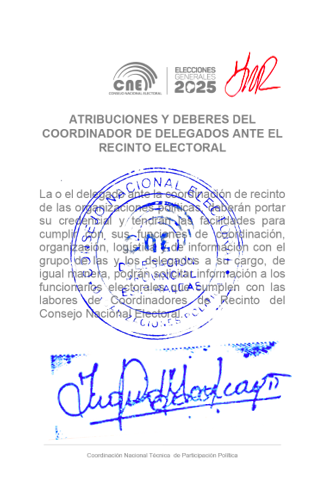 CNE
CONSEJO NACIONAL ELECTORAL
ELECCIONES
GENERALES
2025
ATRIBUCIONES Y DEBERES DEL
COORDINADOR DE DELEGADOS ANTE EL
RECINTO ELECTORAL
La o el delegado ante la coordinación de recinto
de las organizaciones políticas, deberán portar
su credencial y tendrán las facilidades para
cumplir con sus funciones de coordinación,
organización, logística y de información con el
grupo de las y los delegados a su cargo, de
igual manera, podrán solicitar información a los
funcionarios electorales que cumplen con las
labores de Coordinadores de Recinto del
Consejo Nacional Electoral.
Coordinación Nacional Técnica de Participación Política